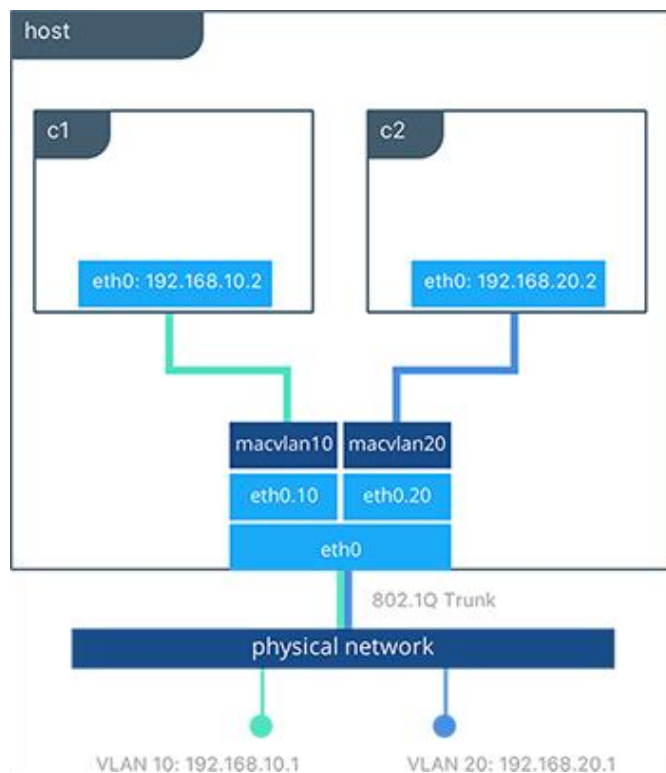 host
c1
c2
eth0: 192.168.10.2
eth0: 192.168.20.2
macvlan10
macvlan20
eth0.10
eth0.20
eth0
802.1Q Trunk
physical network
VLAN 10: 192.168.10.1
VLAN 20: 192.168.20.1